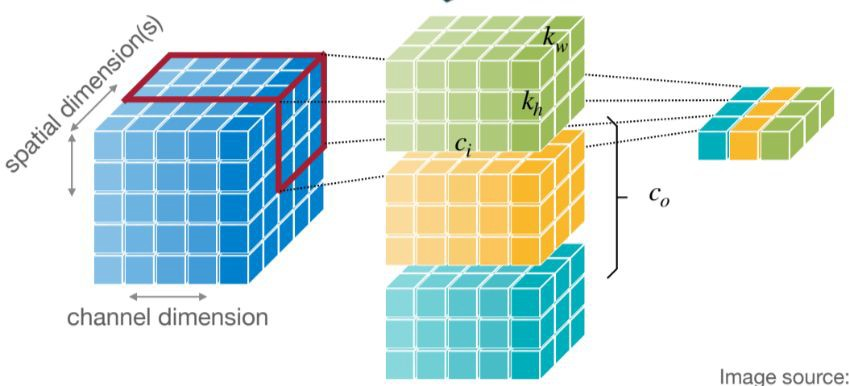 spatial dimension(s)
k_w
k_h
c_i
c_o
channel dimension
Image source: